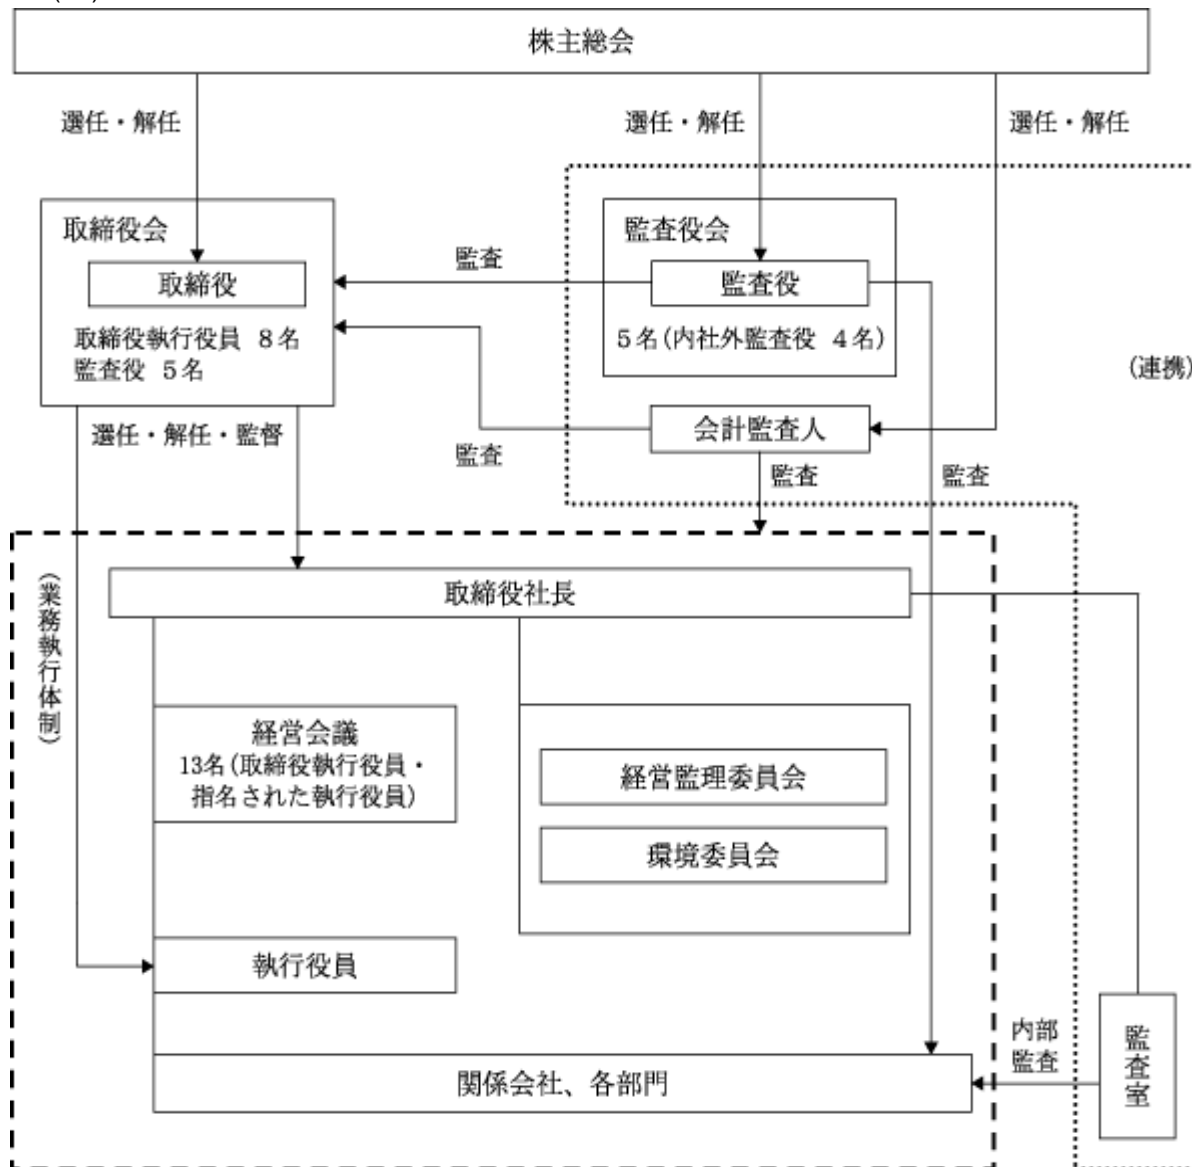 株主総会
選任・解任
選任・解任
選任・解任
取締役会
取締役
取締役執行役員 8名
監査役 5名
監査
監査役会
監査役
5名(内社外監査役 4名)
(連携)
会計監査人
選任・解任・監督
監査
監査
監査
(業務執行体制)
取締役社長
経営会議
13名(取締役執行役員・
指名された執行役員)
経営監理委員会
環境委員会
執行役員
内部
監査
監査室
関係会社、各部門